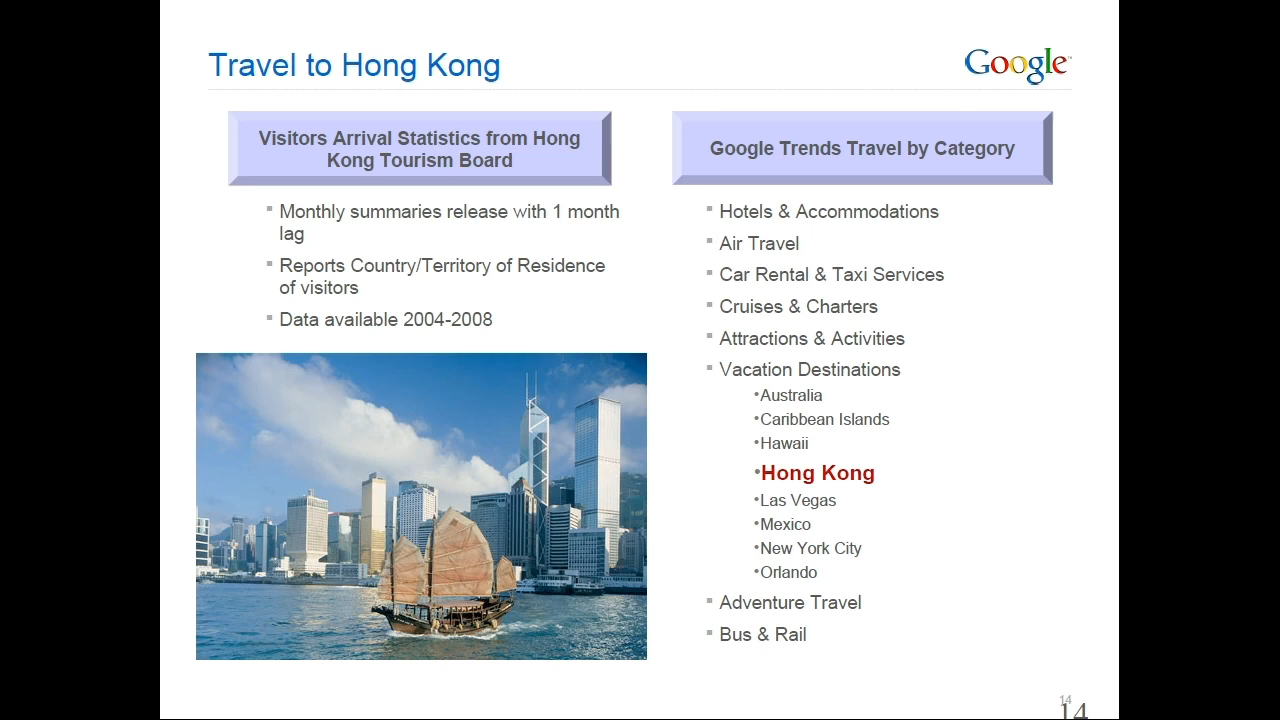 Travel to Hong Kong
Google™
Visitors Arrival Statistics from Hong
Kong Tourism Board
▪ Monthly summaries release with 1 month
lag
▪ Reports Country/Territory of Residence
of visitors
▪ Data available 2004-2008
Google Trends Travel by Category
▪ Hotels & Accommodations
▪ Air Travel
▪ Car Rental & Taxi Services
▪ Cruises & Charters
▪ Attractions & Activities
▪ Vacation Destinations
•Australia
•Caribbean Islands
•Hawaii
•Hong Kong
•Las Vegas
•Mexico
•New York City
•Orlando
▪ Adventure Travel
▪ Bus & Rail
14
14